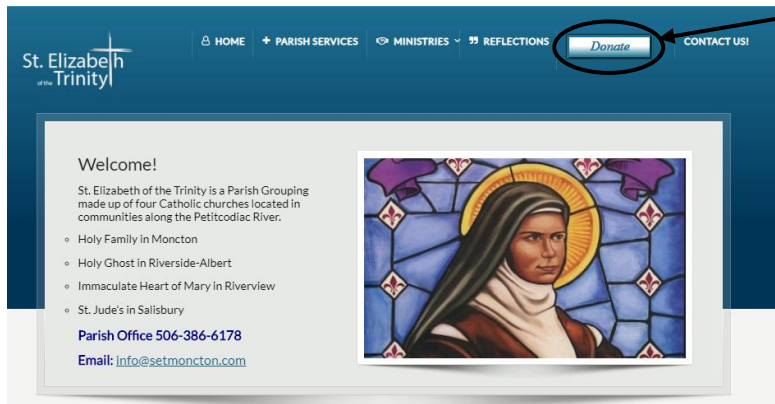 St. Elizabeth
of the Trinity
HOME
PARISH SERVICES
MINISTRIES
REFLECTIONS
Donate
CONTACT US!
Welcome!
St. Elizabeth of the Trinity is a Parish Grouping
made up of four Catholic churches located in
communities along the Petitcodiac River.
Holy Family in Moncton
Holy Ghost in Riverside-Albert
Immaculate Heart of Mary in Riverview
St. Jude's in Salisbury
Parish Office 506-386-6178
Email: info@setmoncton.com